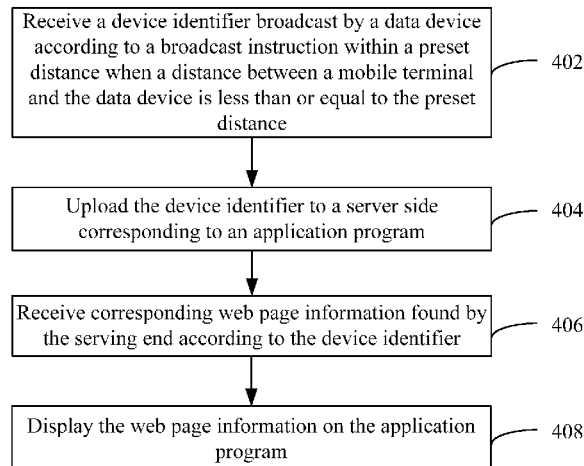 Receive a device identifier broadcast by a data device
according to a broadcast instruction within a preset
distance when a distance between a mobile terminal
and the data device is less than or equal to the preset
distance
402
Upload the device identifier to a server side
corresponding to an application program
404
Receive corresponding web page information found by
the serving end according to the device identifier
406
Display the web page information on the application
program
408